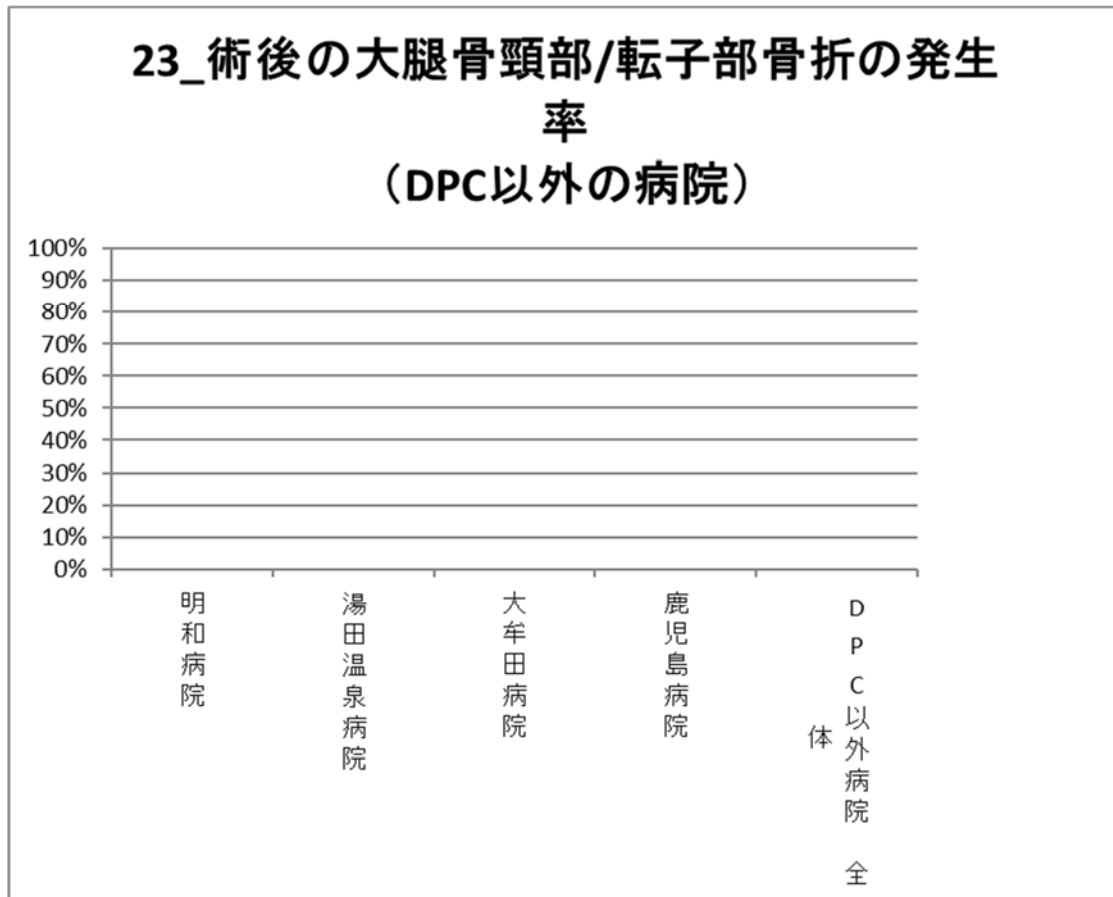 23_術後の大腿骨頸部/転子部骨折の発生
率
（DPC以外の病院）
100%
90%
80%
70%
60%
50%
40%
30%
20%
10%
0%
明和病院
湯田温泉病院
大牟田病院
鹿児島病院
DPC以外病院　全
体